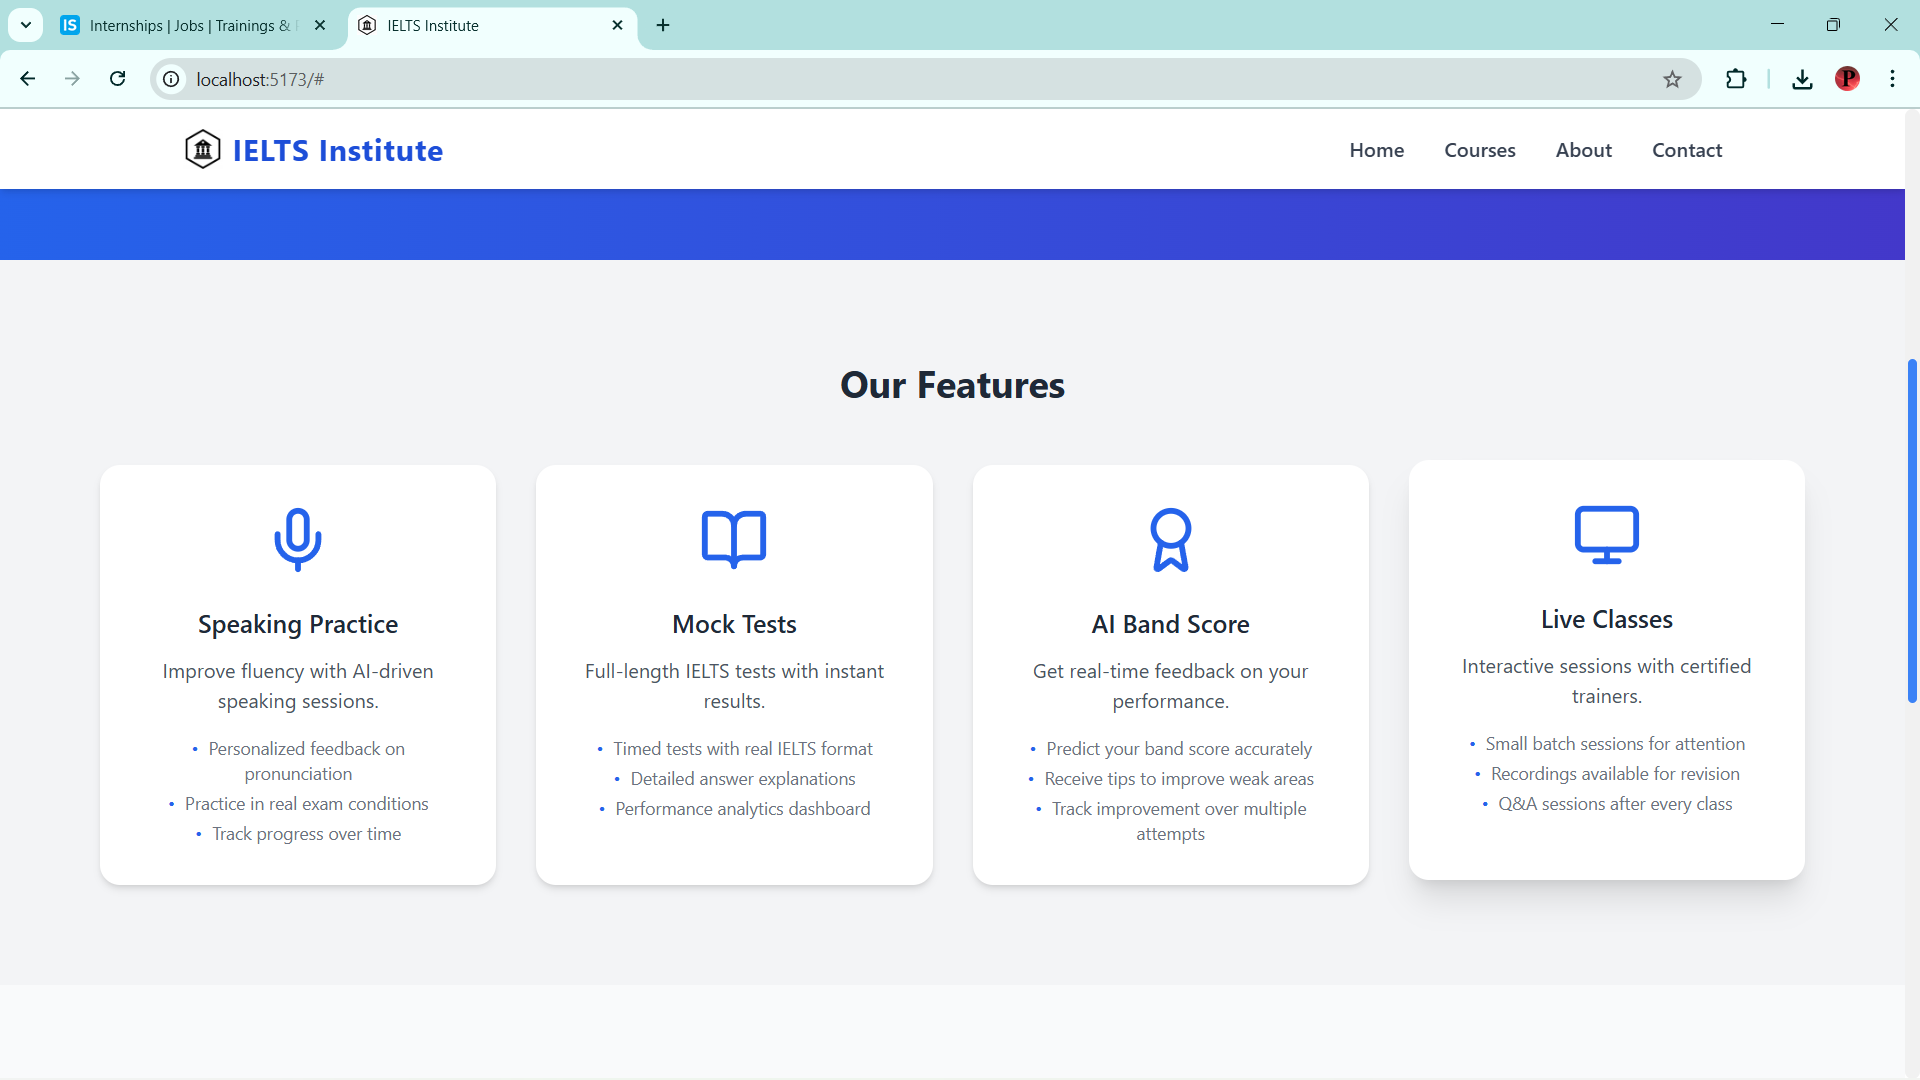 IS Internships | Jobs | Trainings &
IELTS Institute
localhost:5173/#
P
IELTS Institute
Home
Courses
About
Contact
Our Features
Speaking Practice
Improve fluency with AI-driven
speaking sessions.
• Personalized feedback on
pronunciation
• Practice in real exam conditions
• Track progress over time
Mock Tests
Full-length IELTS tests with instant
results.
• Timed tests with real IELTS format
• Detailed answer explanations
• Performance analytics dashboard
AI Band Score
Get real-time feedback on your
performance.
• Predict your band score accurately
• Receive tips to improve weak areas
• Track improvement over multiple
attempts
Live Classes
Interactive sessions with certified
trainers.
• Small batch sessions for attention
• Recordings available for revision
• Q&A sessions after every class